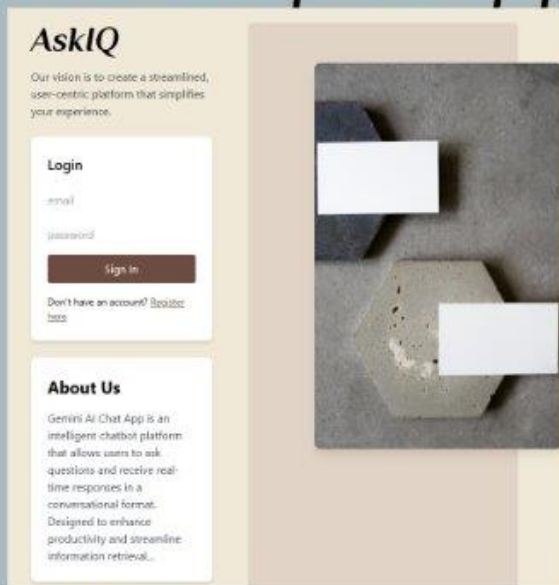 AskIQ
Our vision is to create a streamlined,
user-centric platform that simplifies
your experience.
Login
email
password
Sign in
Don't have an account? Register
here
About Us
Gemini AI Chat App is an
intelligent chatbot platform
that allows users to ask
questions and receive real-
time responses in a
conversational format.
Designed to enhance
productivity and streamline
information retrieval...